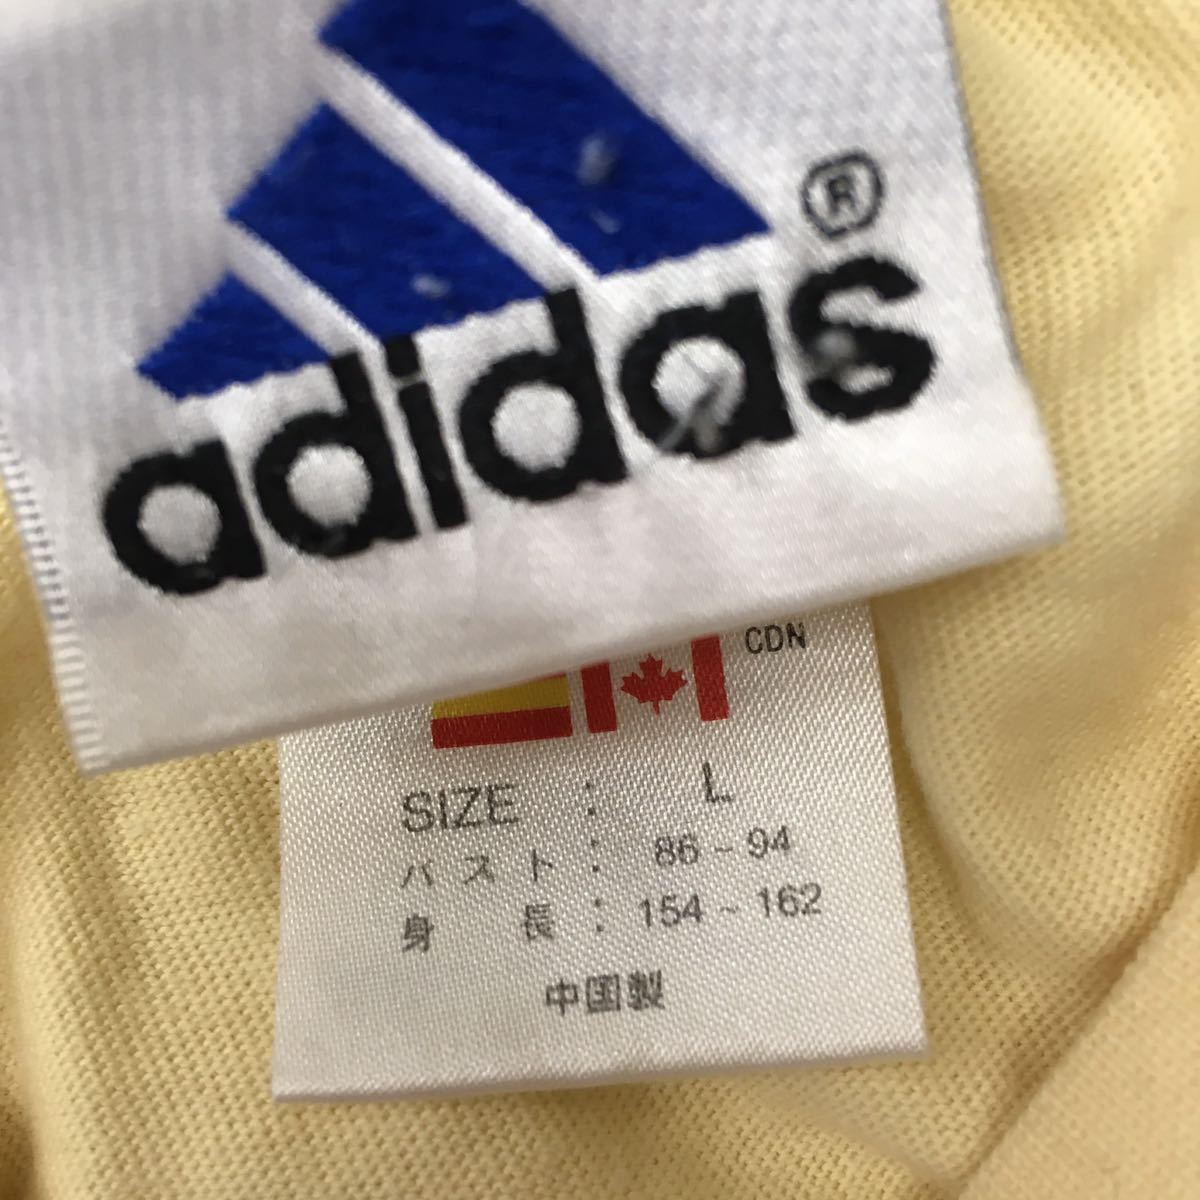 ®
adidas
CDN
SIZE : L
バスト : 86 ~ 94
身長 : 154 ~ 162
中国製